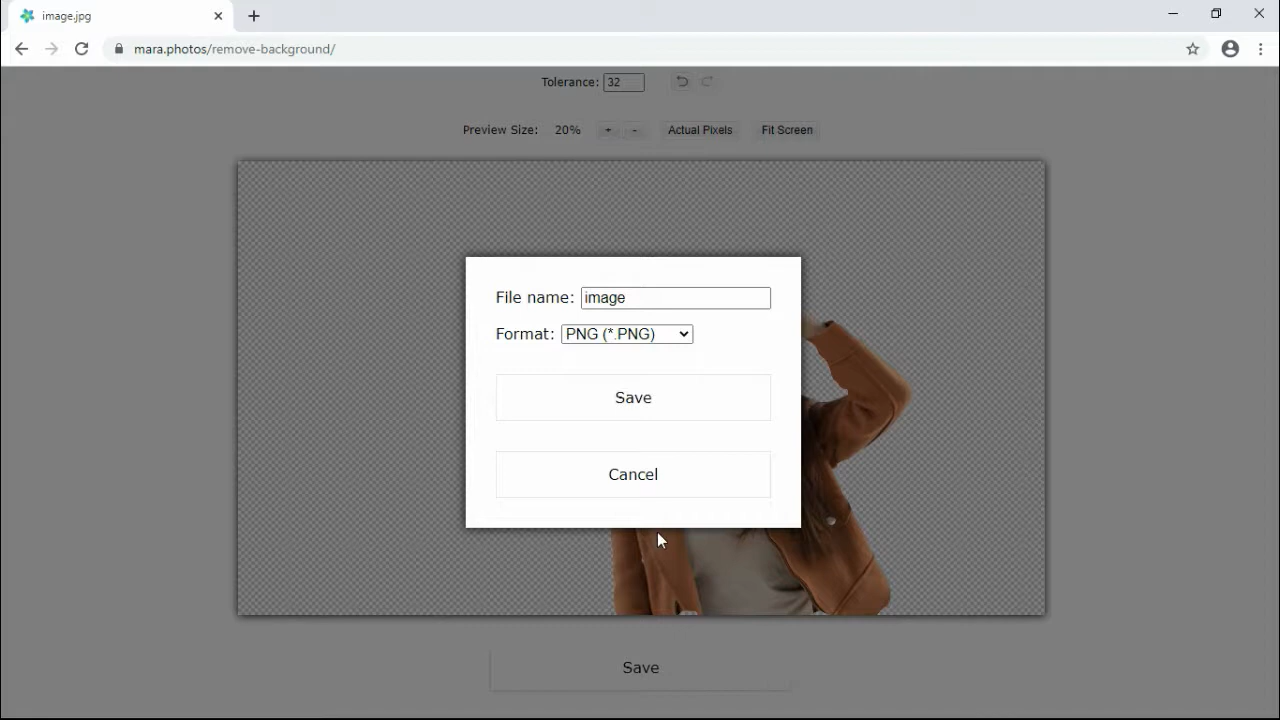 image.jpg
mara.photos/remove-background/
Tolerance: 32
Preview Size: 20% + - Actual Pixels Fit Screen
File name: image
Format: PNG (*.PNG)
Save
Cancel
Save